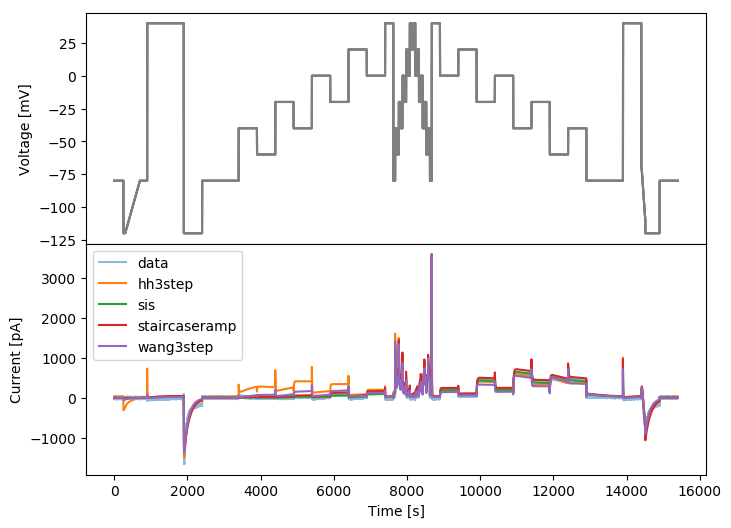 25
0
−25
−50
−75
−100
−125
Voltage [mV]
data
hh3step
sis
staircaseramp
wang3step
3000
2000
1000
0
−1000
Current [pA]
0
2000
4000
6000
8000
10000
12000
14000
16000
Time [s]